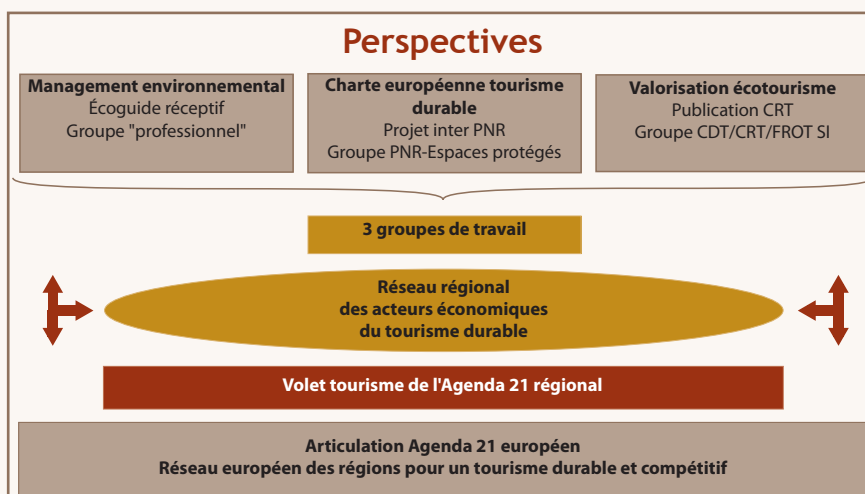 Perspectives
Management environnemental
Écoguide réceptif
Groupe "professionnel"
Charte européenne tourisme
durable
Projet inter PNR
Groupe PNR-Espaces protégés
Valorisation écotourisme
Publication CRT
Groupe CDT/CRT/FROT SI
3 groupes de travail
Réseau régional
des acteurs économiques
du tourisme durable
Volet tourisme de l'Agenda 21 régional
Articulation Agenda 21 européen
Réseau européen des régions pour un tourisme durable et compétitif